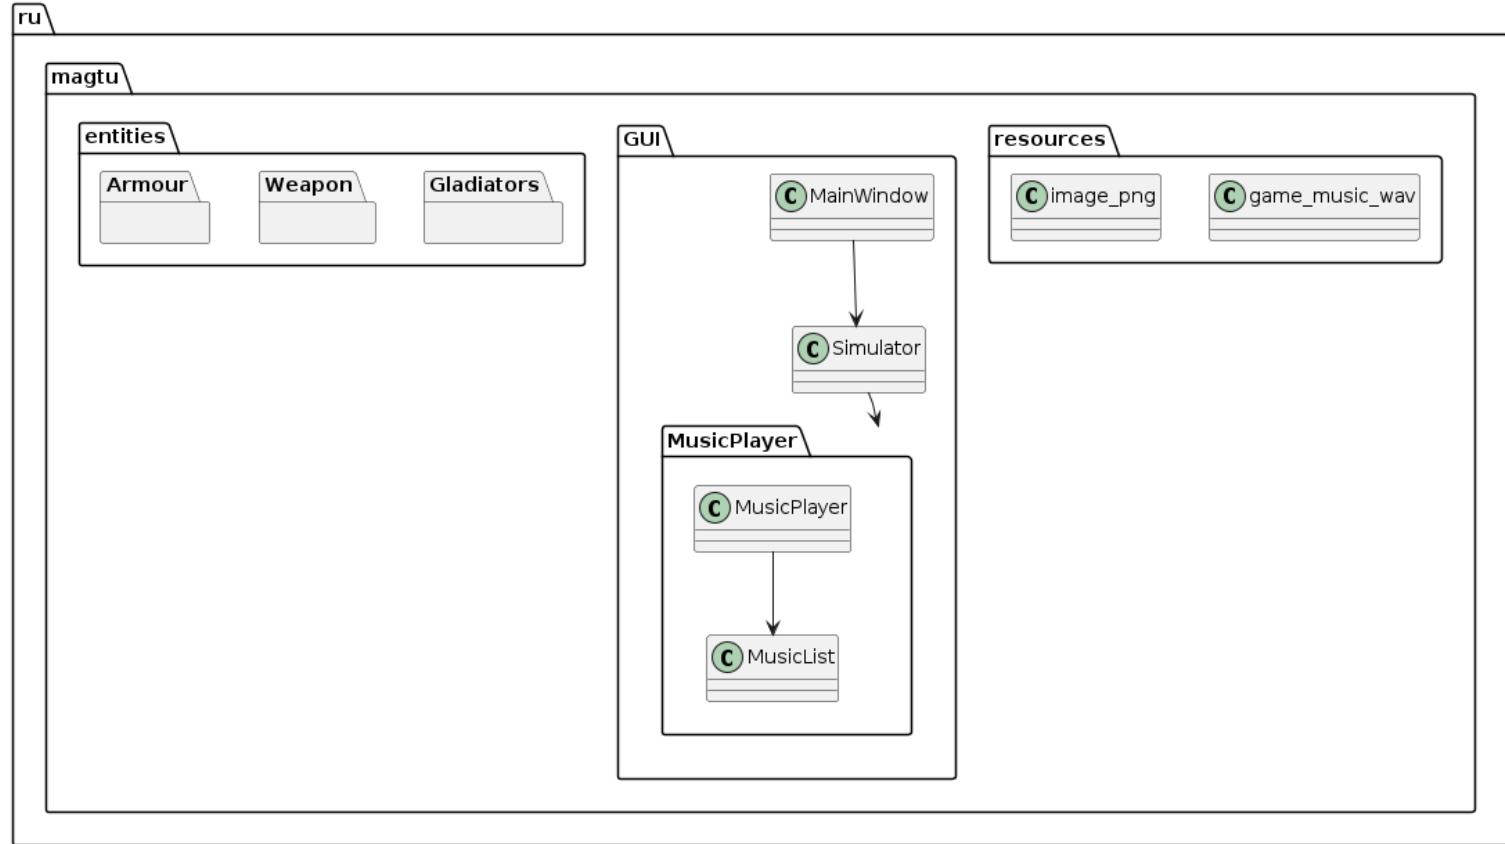 ru
magtu
entities
Armour
Weapon
Gladiators
GUI
C MainWindow
C Simulator
MusicPlayer
C MusicPlayer
C MusicList
resources
C image_png
C game_music_wav